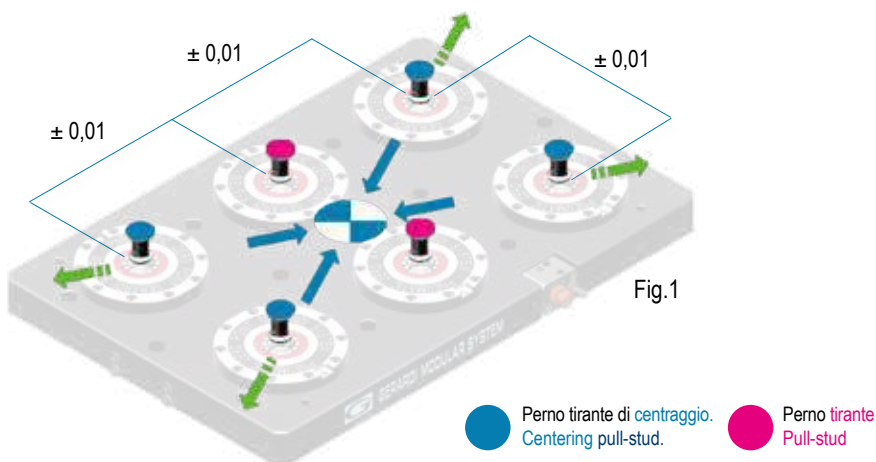 ± 0,01
± 0,01
± 0,01
Fig.1
GERARDI MODULAR SYSTEM
Perno tirante di centraggio.
Centering pull-stud.
Perno tirante
Pull-stud